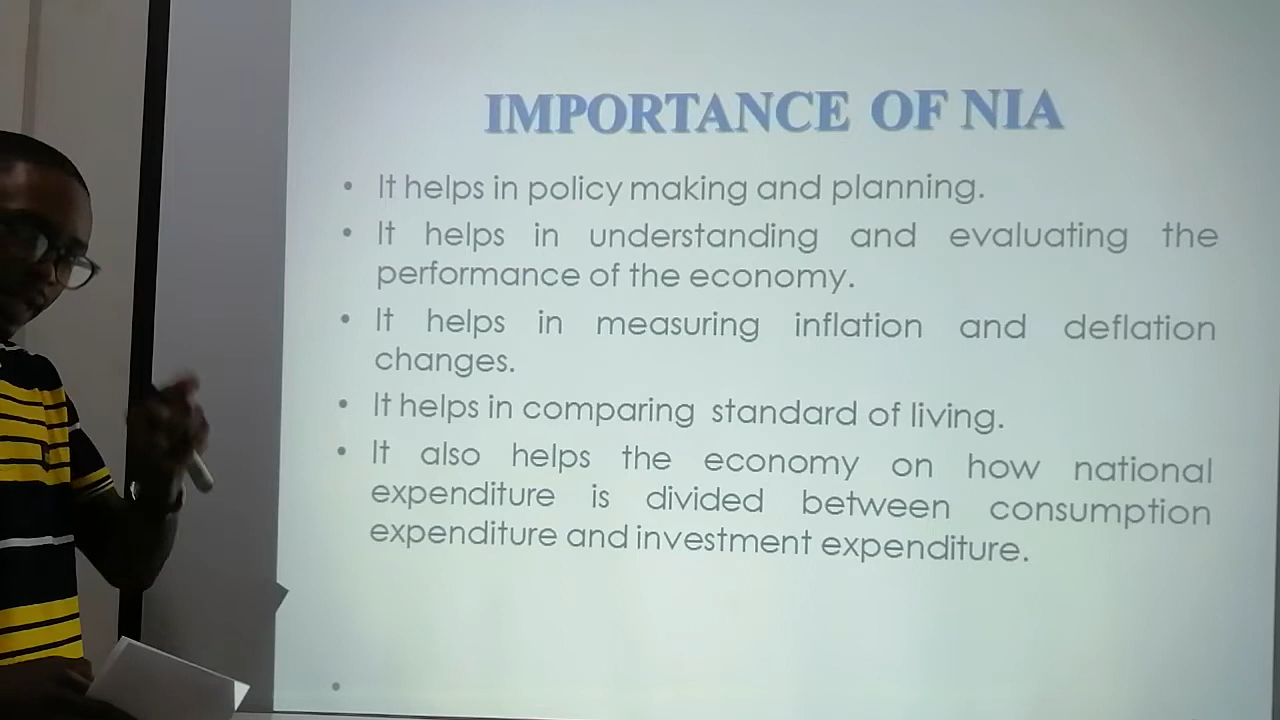 IMPORTANCE OF NIA
• It helps in policy making and planning.
• It helps in understanding and evaluating the
performance of the economy.
• It helps in measuring inflation and deflation
changes.
• It helps in comparing standard of living.
• It also helps the economy on how national
expenditure is divided between consumption
expenditure and investment expenditure.
•